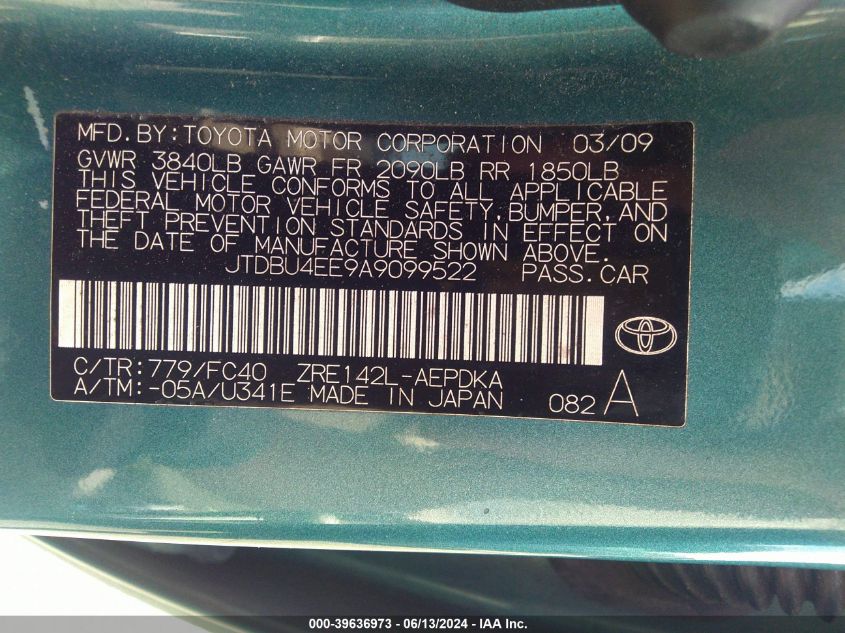 MFD. BY: TOYOTA MOTOR CORPORATION 03/09
GVWR 3840LB GAWR FR 2090LB RR 1850LB
THIS VEHICLE CONFORMS TO ALL APPLICABLE
FEDERAL MOTOR VEHICLE SAFETY, BUMPER, AND
THEFT PREVENTION STANDARDS IN EFFECT ON
THE DATE OF MANUFACTURE SHOWN ABOVE.
JTDBU4EE9A9099522 PASS. CAR
C/TR: 779/FC40 ZRE142L-AEPDKA
A/TM: -05A/U341E MADE IN JAPAN 082 A
000-39636973 - 06/13/2024 - IAA